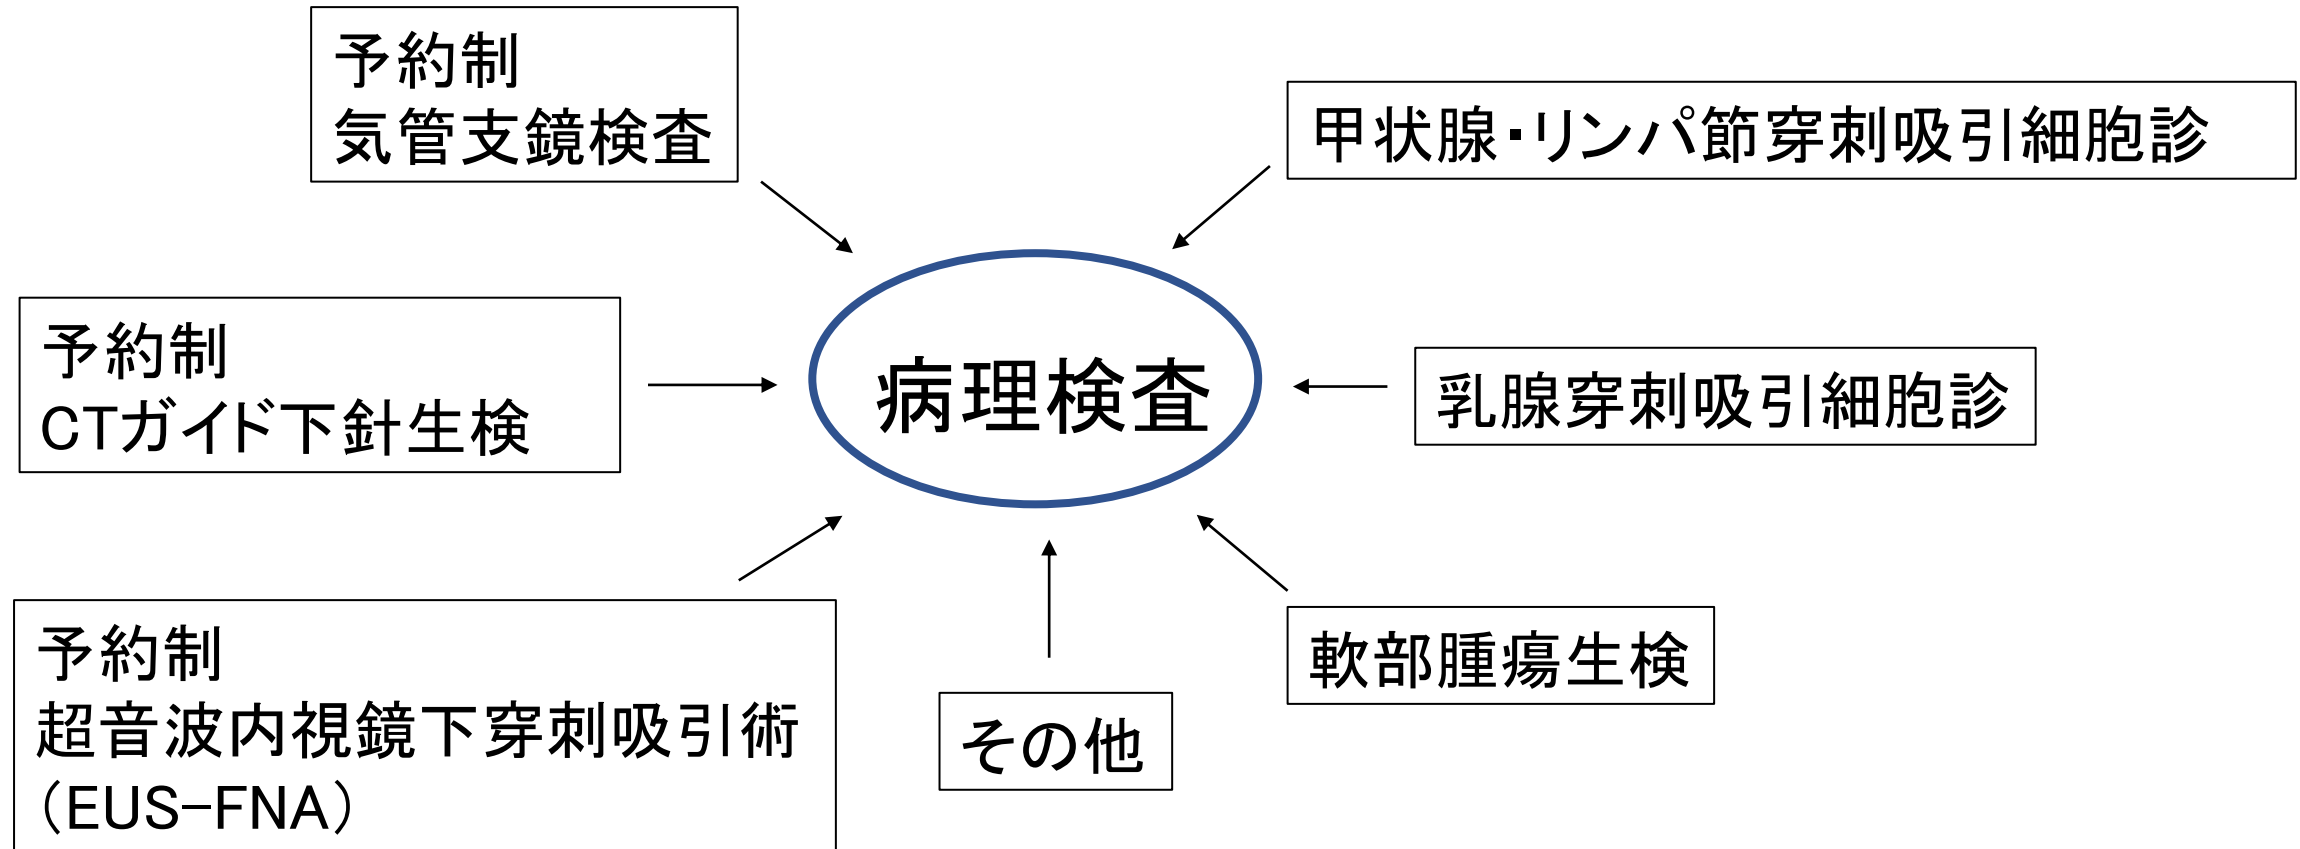 予約制
気管支鏡検査
甲状腺・リンパ節穿刺吸引細胞診
予約制
CTガイド下針生検
病理検査
乳腺穿刺吸引細胞診
予約制
超音波内視鏡下穿刺吸引術
(EUS-FNA)
その他
軟部腫瘍生検